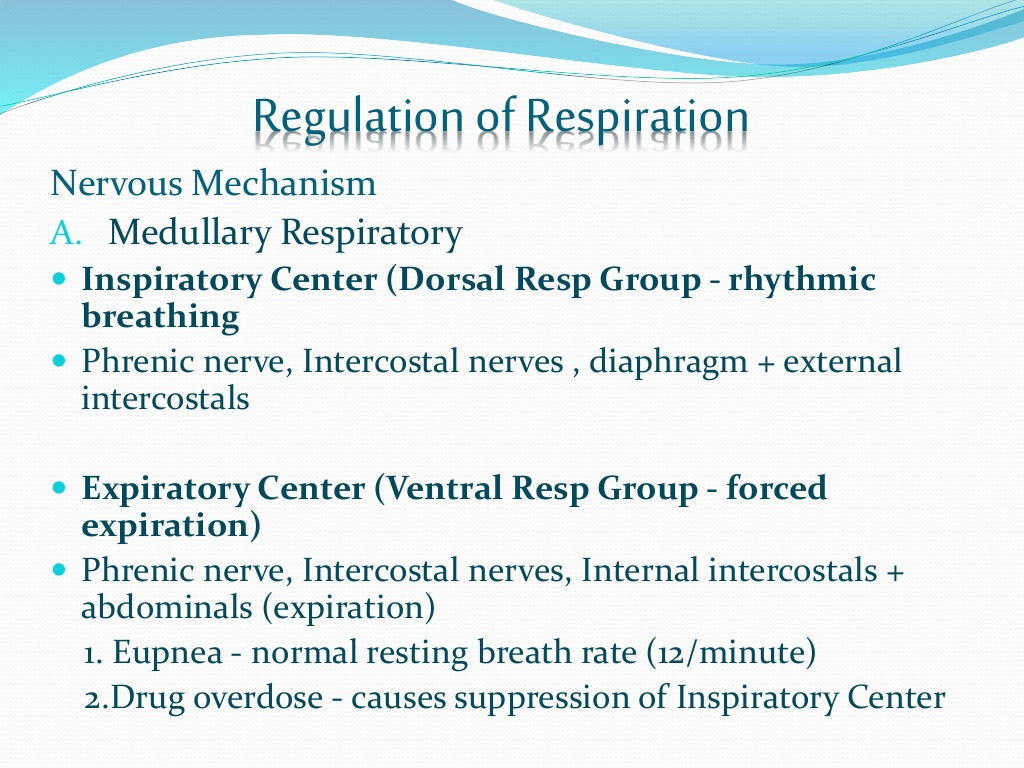 Regulation of Respiration
Nervous Mechanism
A. Medullary Respiratory
• Inspiratory Center (Dorsal Resp Group - rhythmic
breathing
• Phrenic nerve, Intercostal nerves , diaphragm + external
intercostals
• Expiratory Center (Ventral Resp Group - forced
expiration)
• Phrenic nerve, Intercostal nerves, Internal intercostals +
abdominals (expiration)
1. Eupnea - normal resting breath rate (12/minute)
2.Drug overdose - causes suppression of Inspiratory Center